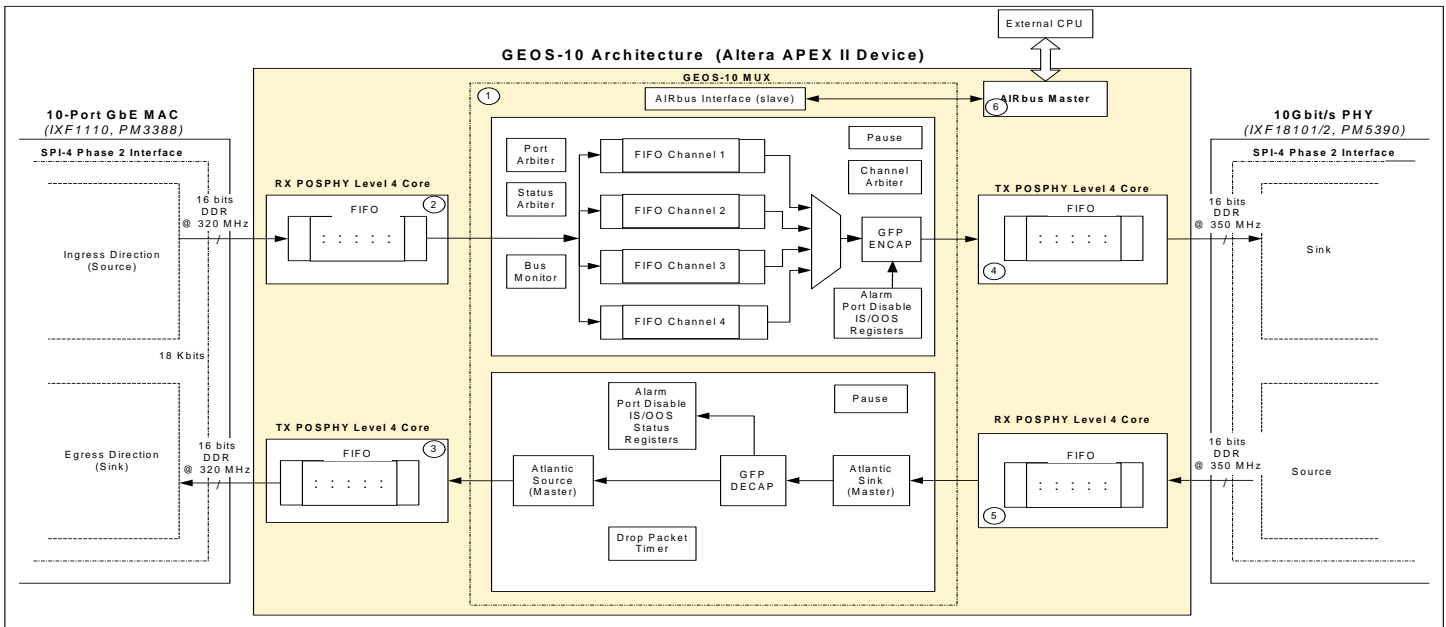 External CPU
GEOS-10 Architecture (Altera APEX II Device)
GEOS-10 MUX
1
AIRbus Interface (slave)
6
AIRbus Master
10-Port GbE MAC
(IXF1110, PM3388)
SPI-4 Phase 2 Interface
10Gbit/s PHY
(IXF18101/2, PM5390)
SPI-4 Phase 2 Interface
Ingress Direction
(Source)
16 bits
DDR
@ 320 MHz
RX POSPHY Level 4 Core
FIFO
2
: : : : :
Port
Arbiter
Status
Arbiter
Bus
Monitor
FIFO Channel 1
FIFO Channel 2
FIFO Channel 3
FIFO Channel 4
Pause
Channel
Arbiter
GFP
ENCAP
Alarm
Port Disable
IS/OOS
Registers
TX POSPHY Level 4 Core
FIFO
: : : : :
4
16 bits
DDR
@ 350 MHz
Sink
18 Kbits
Egress Direction
(Sink)
16 bits
DDR
@ 320 MHz
TX POSPHY Level 4 Core
FIFO
3
: : : : :
Alarm
Port Disable
IS/OOS
Status
Registers
Pause
Atlantic
Source
(Master)
GFP
DECAP
Atlantic
Sink
(Master)
Drop Packet
Timer
RX POSPHY Level 4 Core
FIFO
: : : : :
5
16 bits
DDR
@ 350 MHz
Source